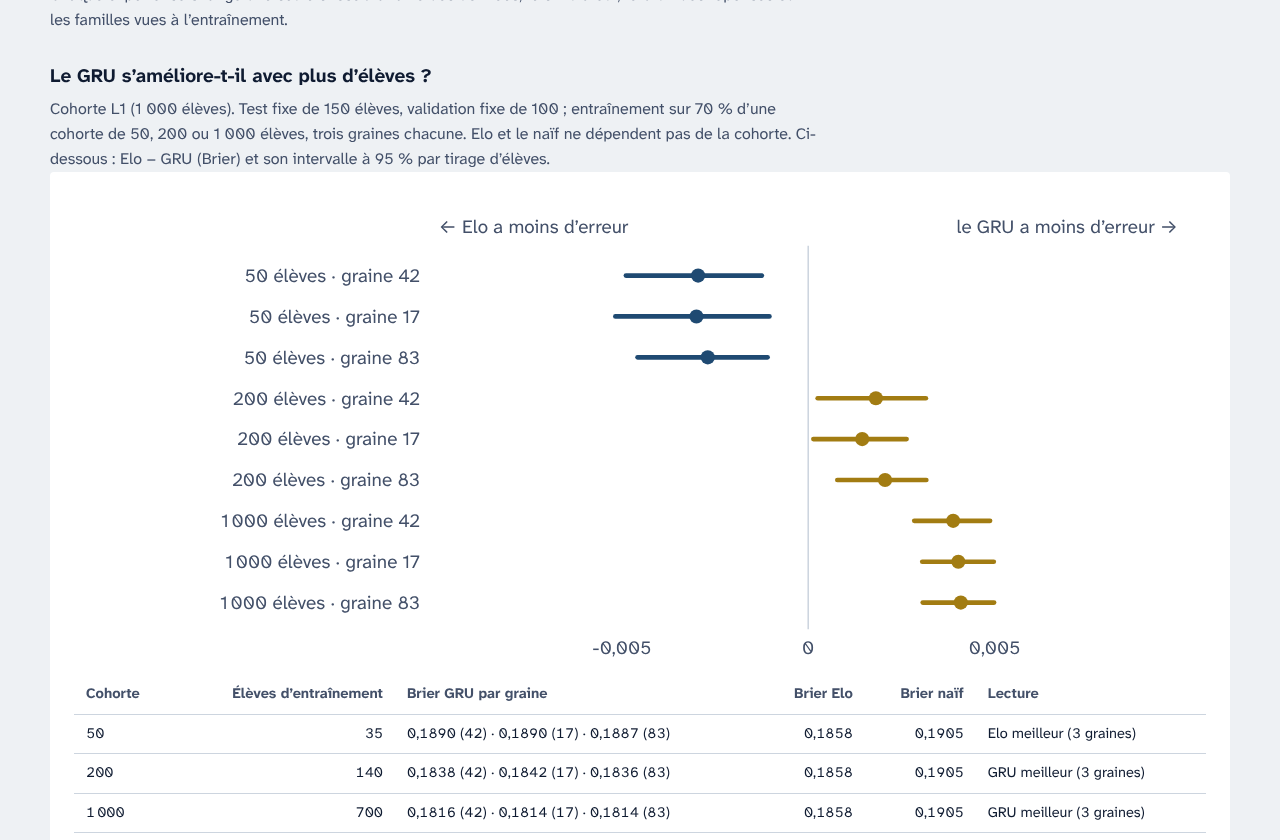 les familles vues à l’entraînement.
Le GRU s’améliore-t-il avec plus d’élèves ?
Cohorte L1 (1 000 élèves). Test fixe de 150 élèves, validation fixe de 100 ; entraînement sur 70 % d’une
cohorte de 50, 200 ou 1 000 élèves, trois graines chacune. Elo et le naïf ne dépendent pas de la cohorte. Ci-
dessous : Elo – GRU (Brier) et son intervalle à 95 % par tirage d’élèves.
← Elo a moins d’erreur le GRU a moins d’erreur →
50 élèves · graine 42
50 élèves · graine 17
50 élèves · graine 83
200 élèves · graine 42
200 élèves · graine 17
200 élèves · graine 83
1 000 élèves · graine 42
1 000 élèves · graine 17
1 000 élèves · graine 83
-0,005 0 0,005
Cohorte Élèves d’entraînement Brier GRU par graine Brier Elo Brier naïf Lecture
50 35 0,1890 (42) · 0,1890 (17) · 0,1887 (83) 0,1858 0,1905 Elo meilleur (3 graines)
200 140 0,1838 (42) · 0,1842 (17) · 0,1836 (83) 0,1858 0,1905 GRU meilleur (3 graines)
1 000 700 0,1816 (42) · 0,1814 (17) · 0,1814 (83) 0,1858 0,1905 GRU meilleur (3 graines)